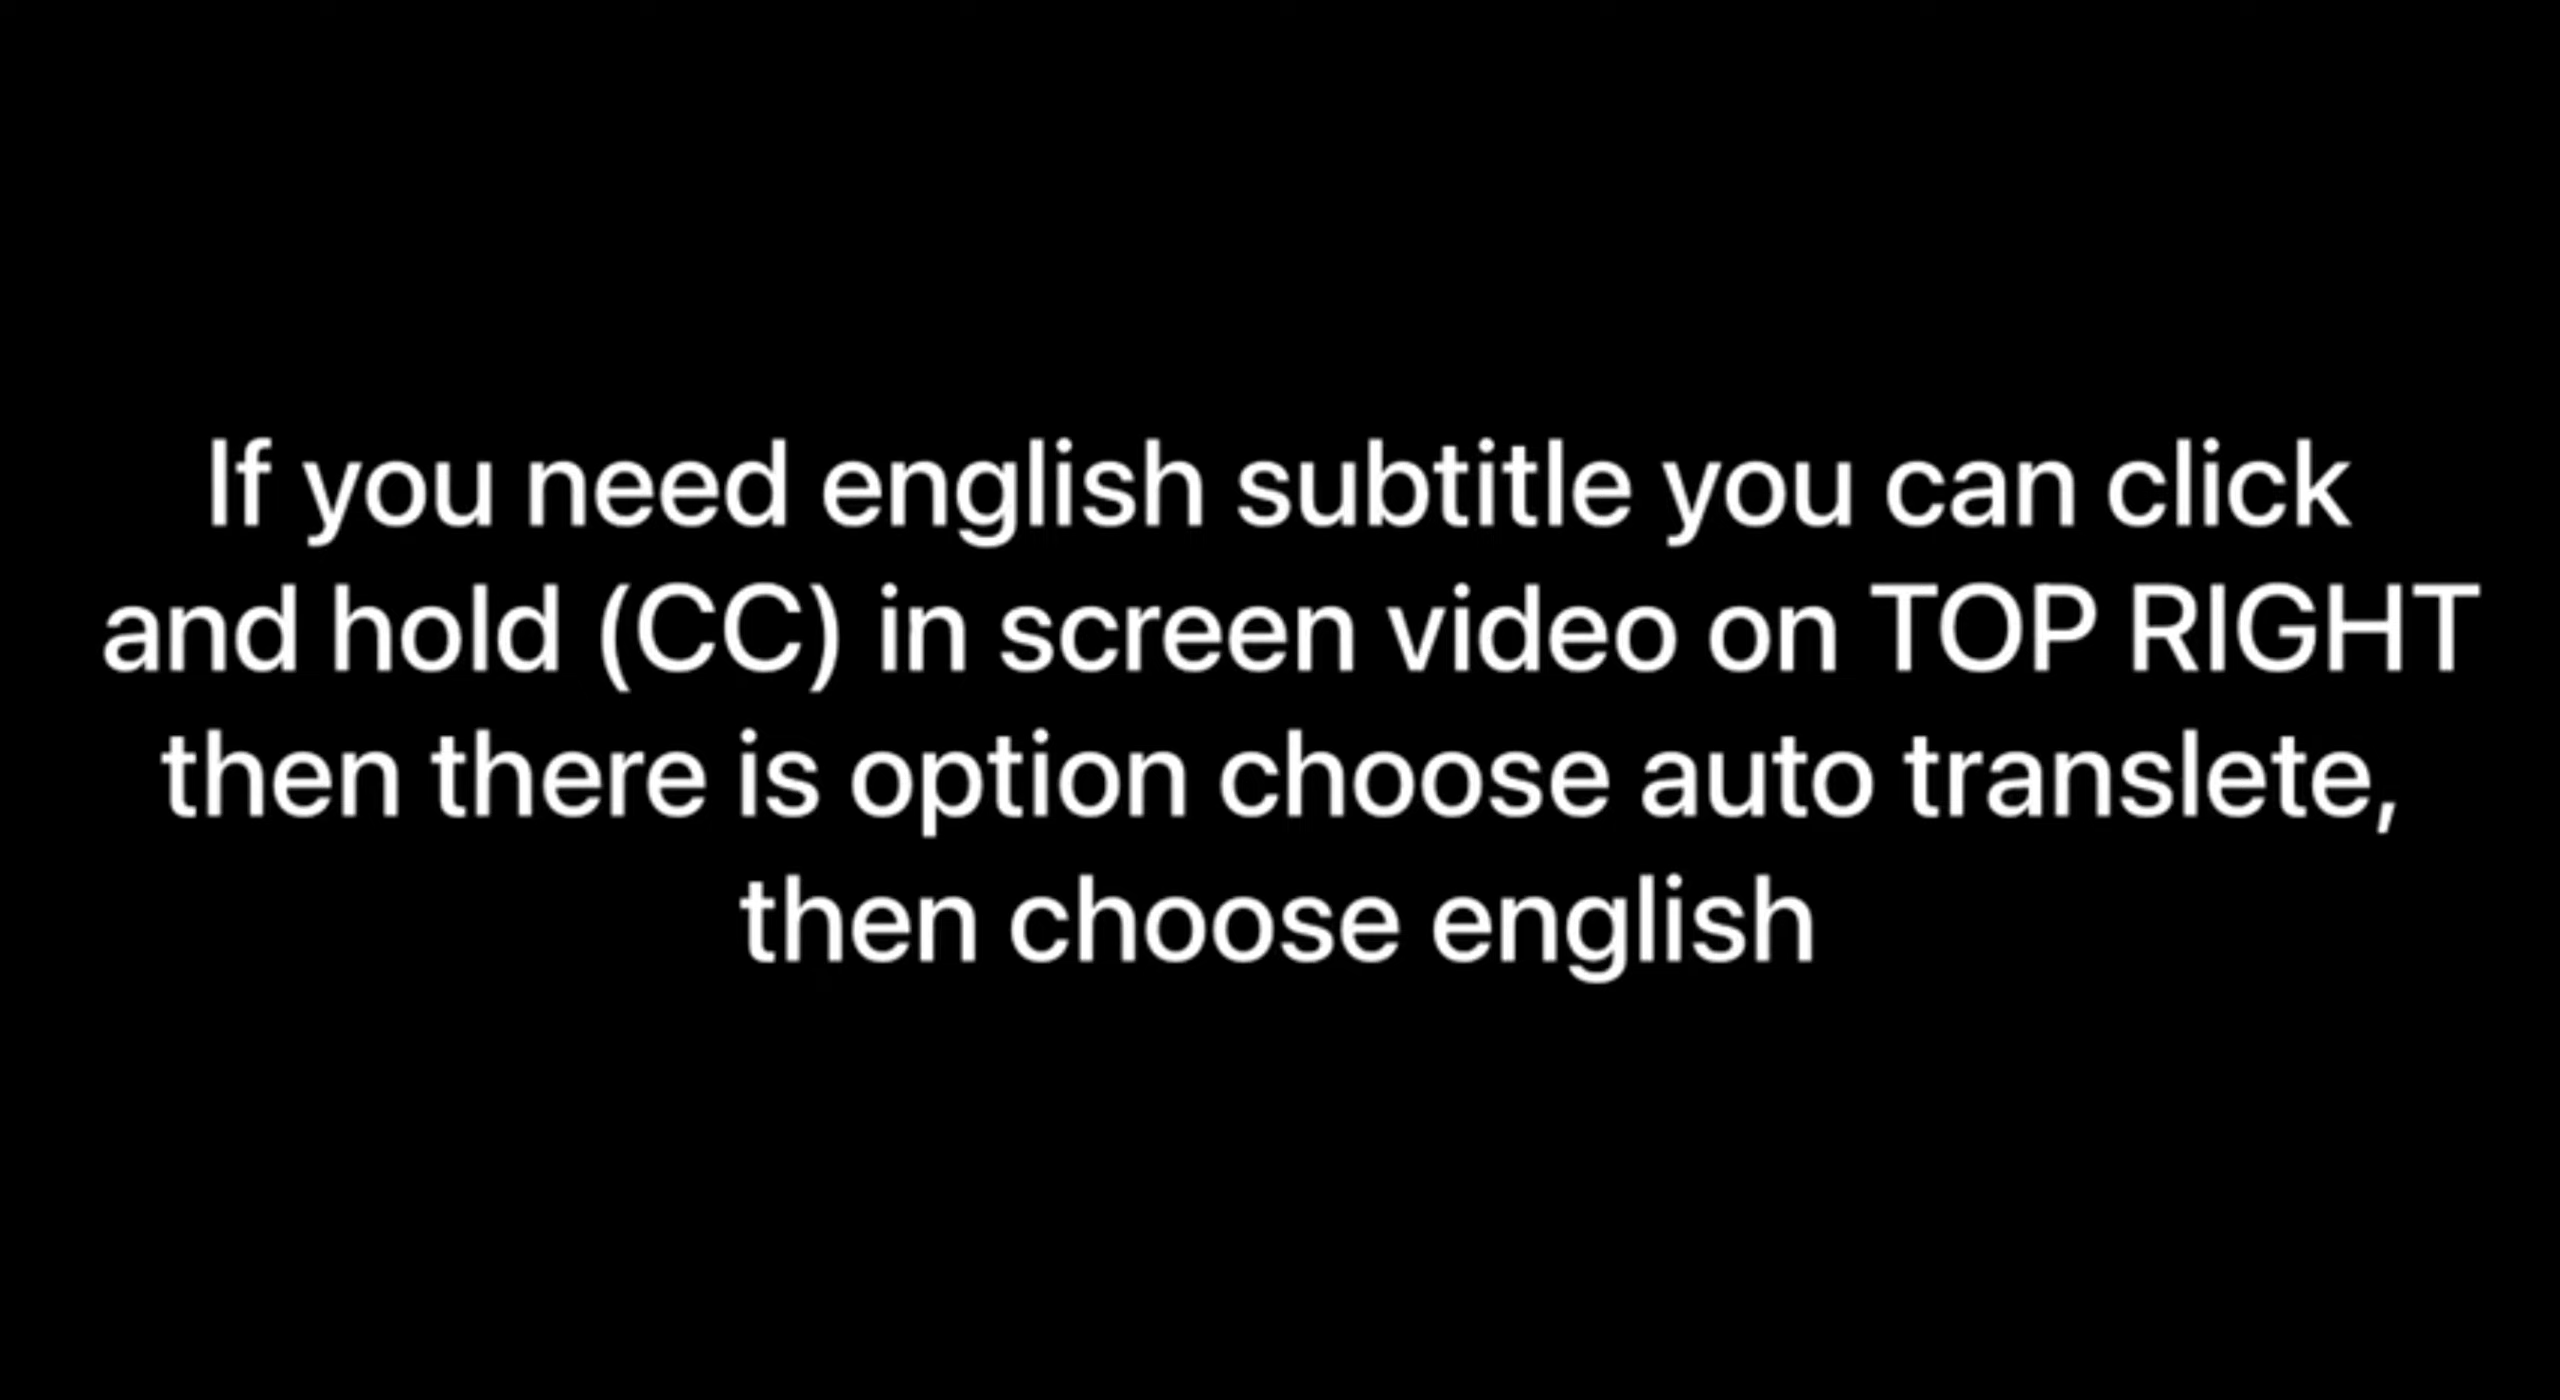 If you need english subtitle you can click
and hold (CC) in screen video on TOP RIGHT
then there is option choose auto translete,
then choose english